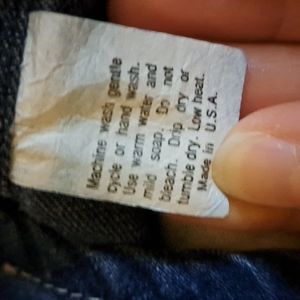 Machine wash gentle
cycle or hand wash.
Use warm water and
mild soap. Do not
bleach. Drip dry or
tumble dry, Low heat.
Made in U.S.A.